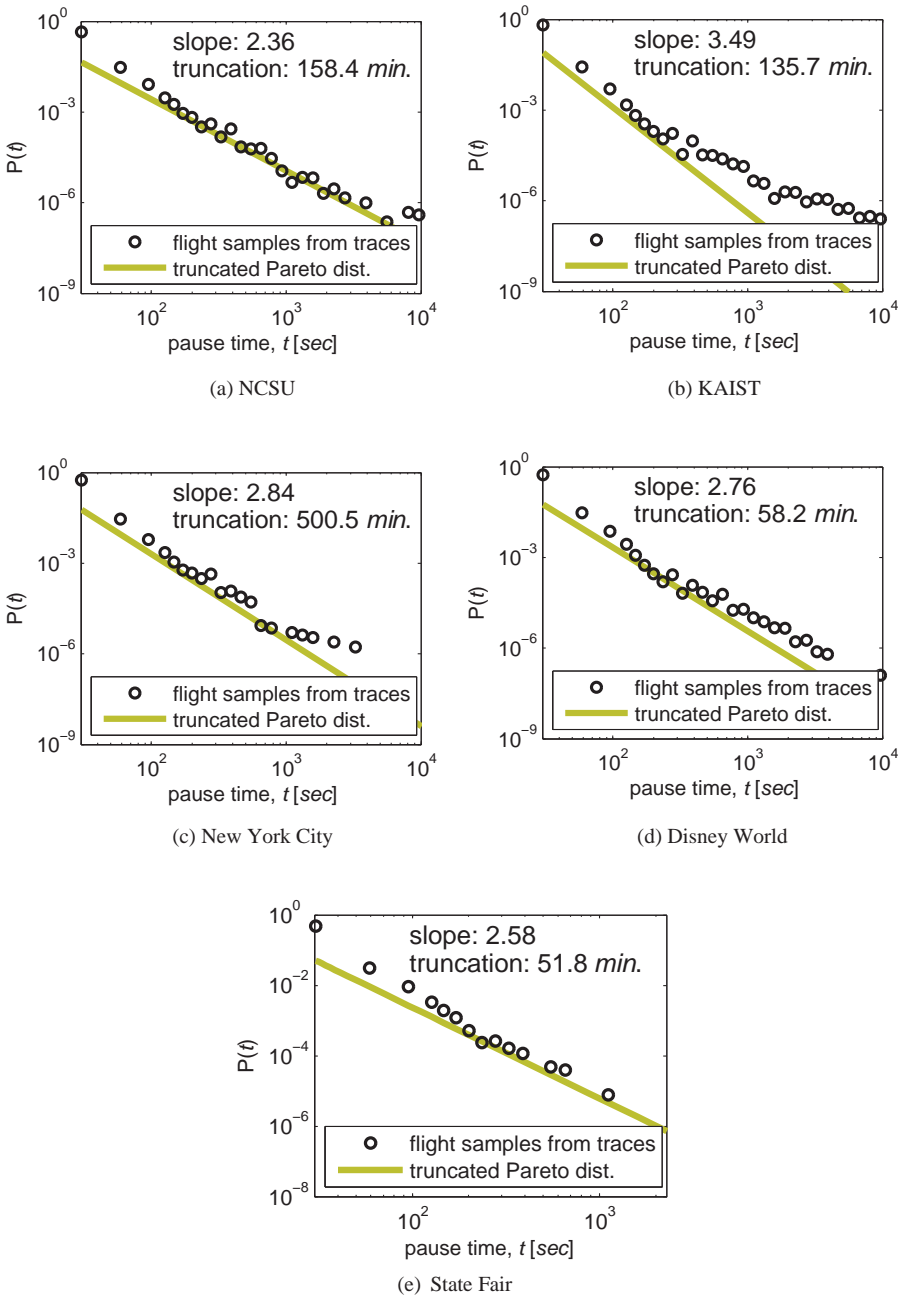 10^0
10^−3
10^−6
10^−9
P(t)
slope: 2.36
truncation: 158.4 min.
flight samples from traces
truncated Pareto dist.
10^2 10^3 10^4
pause time, t [sec]
(a) NCSU
10^0
10^−3
10^−6
10^−9
P(t)
slope: 3.49
truncation: 135.7 min.
flight samples from traces
truncated Pareto dist.
10^2 10^3 10^4
pause time, t [sec]
(b) KAIST
10^0
10^−3
10^−6
10^−9
P(t)
slope: 2.84
truncation: 500.5 min.
flight samples from traces
truncated Pareto dist.
10^2 10^3 10^4
pause time, t [sec]
(c) New York City
10^0
10^−3
10^−6
10^−9
P(t)
slope: 2.76
truncation: 58.2 min.
flight samples from traces
truncated Pareto dist.
10^2 10^3 10^4
pause time, t [sec]
(d) Disney World
10^0
10^−2
10^−4
10^−6
10^−8
P(t)
slope: 2.58
truncation: 51.8 min.
flight samples from traces
truncated Pareto dist.
10^2 10^3
pause time, t [sec]
(e) State Fair